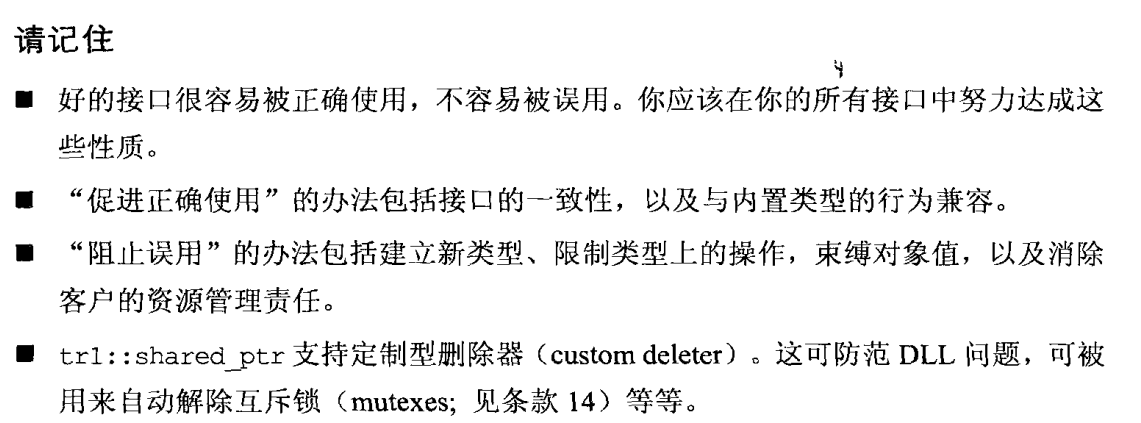 请记住
■ 好的接口很容易被正确使用，不容易被误用。你应该在你的所有接口中努力达成这
些性质。
■ “促进正确使用”的办法包括接口的一致性，以及与内置类型的行为兼容。
■ “阻止误用”的办法包括建立新类型、限制类型上的操作，束缚对象值，以及消除
客户的资源管理责任。
■ tr1::shared_ptr 支持定制型删除器（custom deleter）。这可防范 DLL 问题，可被
用来自动解除互斥锁（mutexes; 见条款 14）等等。